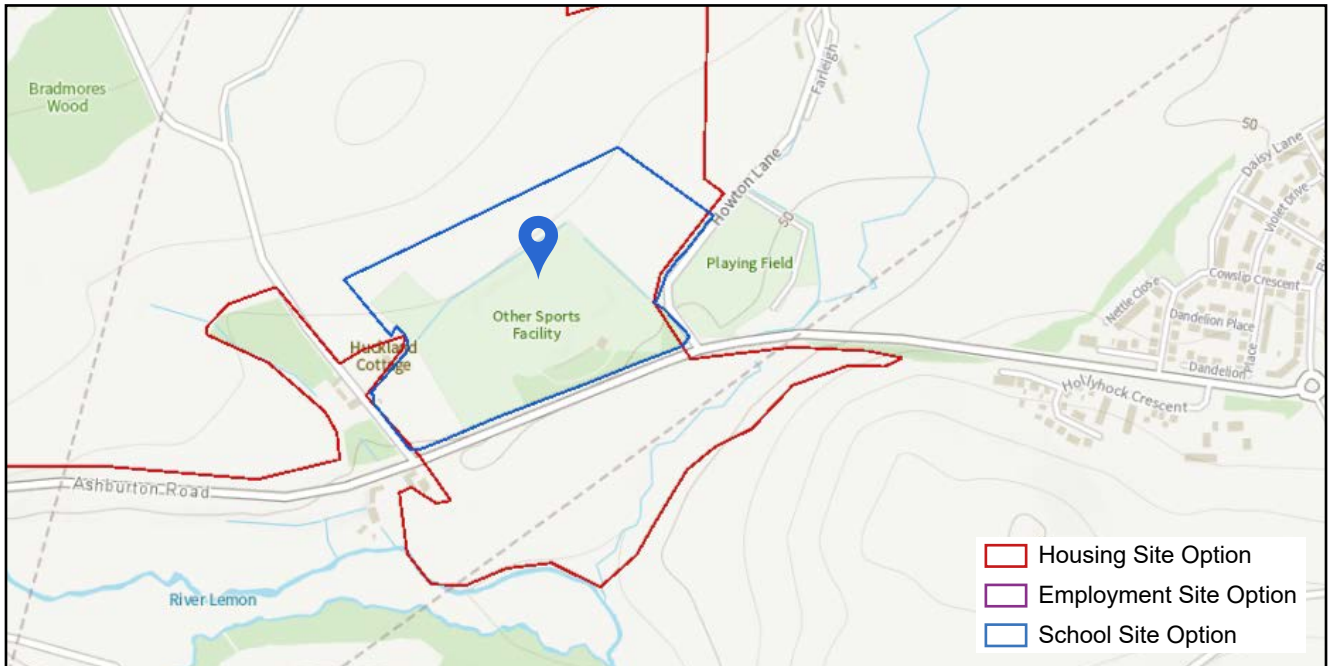 Bradmores
Wood
Farleigh
Howton Lane
50
50
Daisy Lane
Violet Drive
Playing Field
Cowslip Crescent
Nettle Close
Dandelion Place
Other Sports
Facility
Huckland
Cottage
Dandelion
Place
Hollyhock Crescent
Ashburton Road
River Lemon
Housing Site Option
Employment Site Option
School Site Option